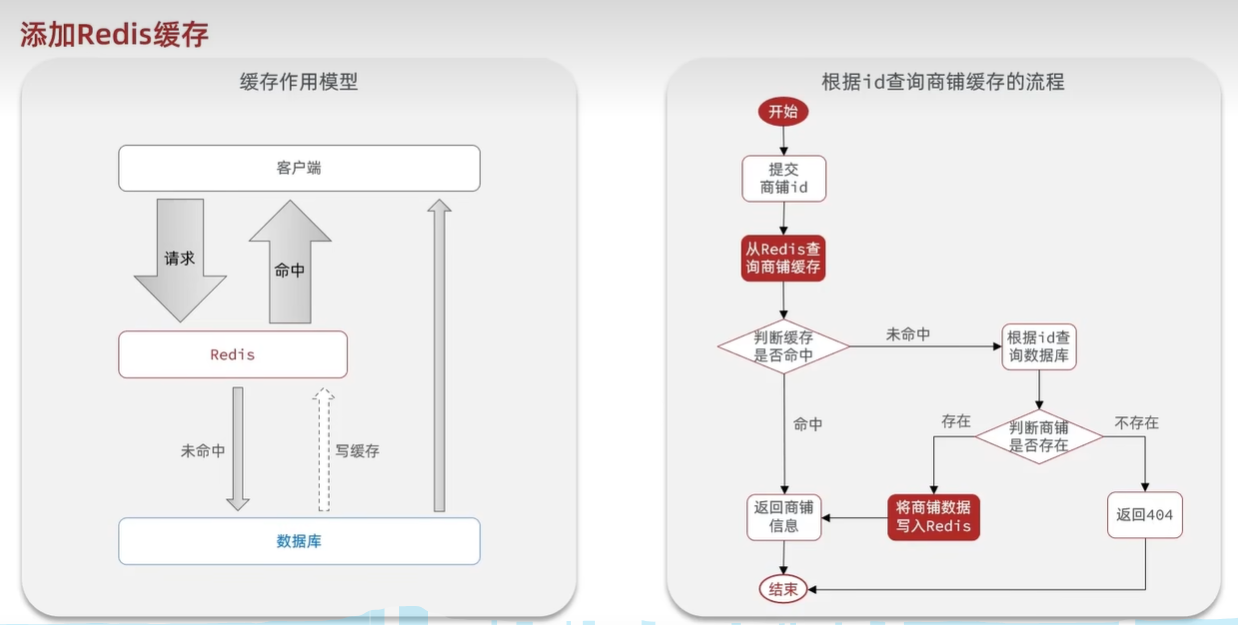 添加Redis缓存
缓存作用模型
客户端
请求
命中
Redis
未命中
写缓存
数据库
根据id查询商铺缓存的流程
开始
提交
商铺id
从Redis查
询商铺缓存
判断缓存
是否命中
未命中
根据id查
询数据库
命中
存在
判断商铺
是否存在
不存在
返回商铺
信息
将商铺数据
写入Redis
返回404
结束